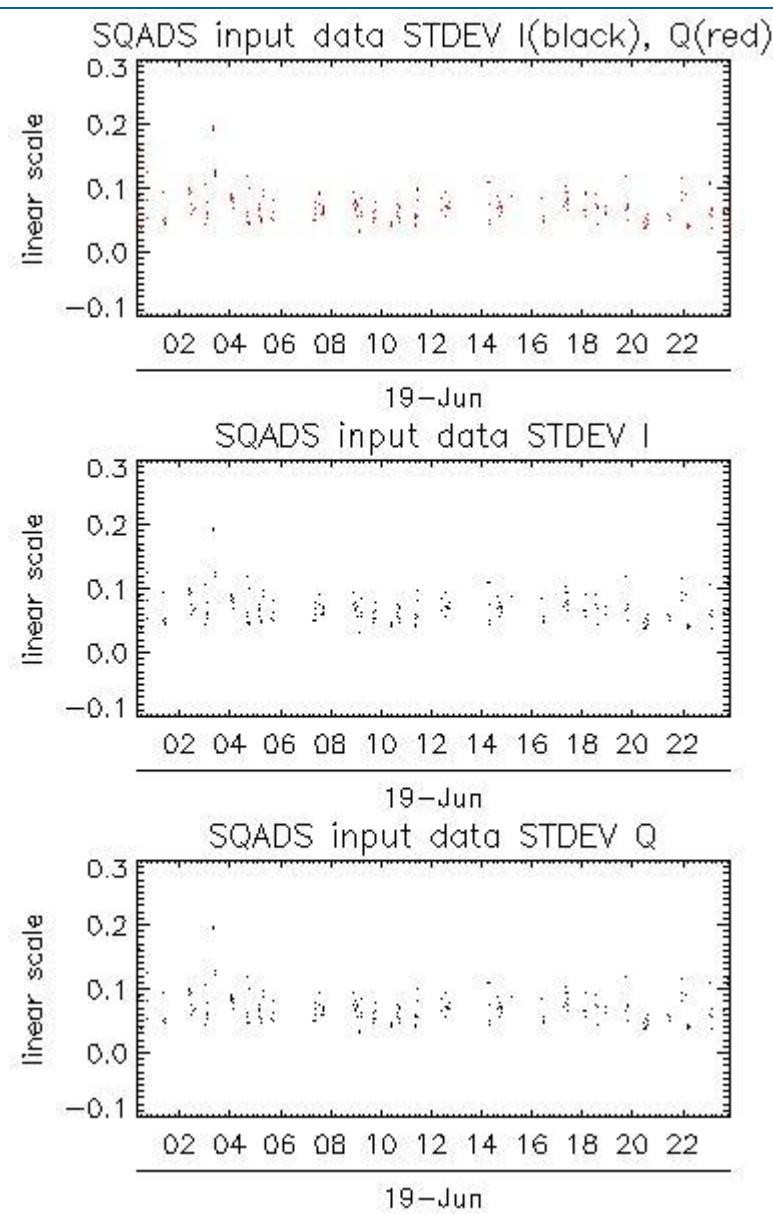 SQADS input data STDEV I(black), Q(red)
0.3
0.2
0.1
0.0
−0.1
linear scale
02 04 06 08 10 12 14 16 18 20 22
19−Jun
SQADS input data STDEV I
0.3
0.2
0.1
0.0
−0.1
linear scale
02 04 06 08 10 12 14 16 18 20 22
19−Jun
SQADS input data STDEV Q
0.3
0.2
0.1
0.0
−0.1
linear scale
02 04 06 08 10 12 14 16 18 20 22
19−Jun